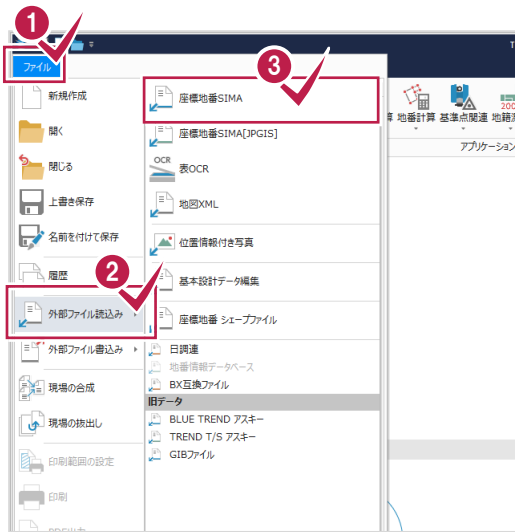 1
T
ファイル
3
新規作成
開く
閉じる
上書き保存
名前を付けて保存
履歴
2
外部ファイル読込み
外部ファイル書込み
現場の合成
現場の抜出し
印刷範囲の設定
印刷
座標地番SIMA
座標地番SIMA[JPGIS]
OCR
表OCR
地図XML
位置情報付き写真
基本設計データ編集
座標地番 シェープファイル
日調連
地番情報データベース
BX互換ファイル
旧データ
BLUE TREND アスキー
TREND T/S アスキー
GIBファイル
200
算 地番計算 基準点関連 地籍測
アプリケーション